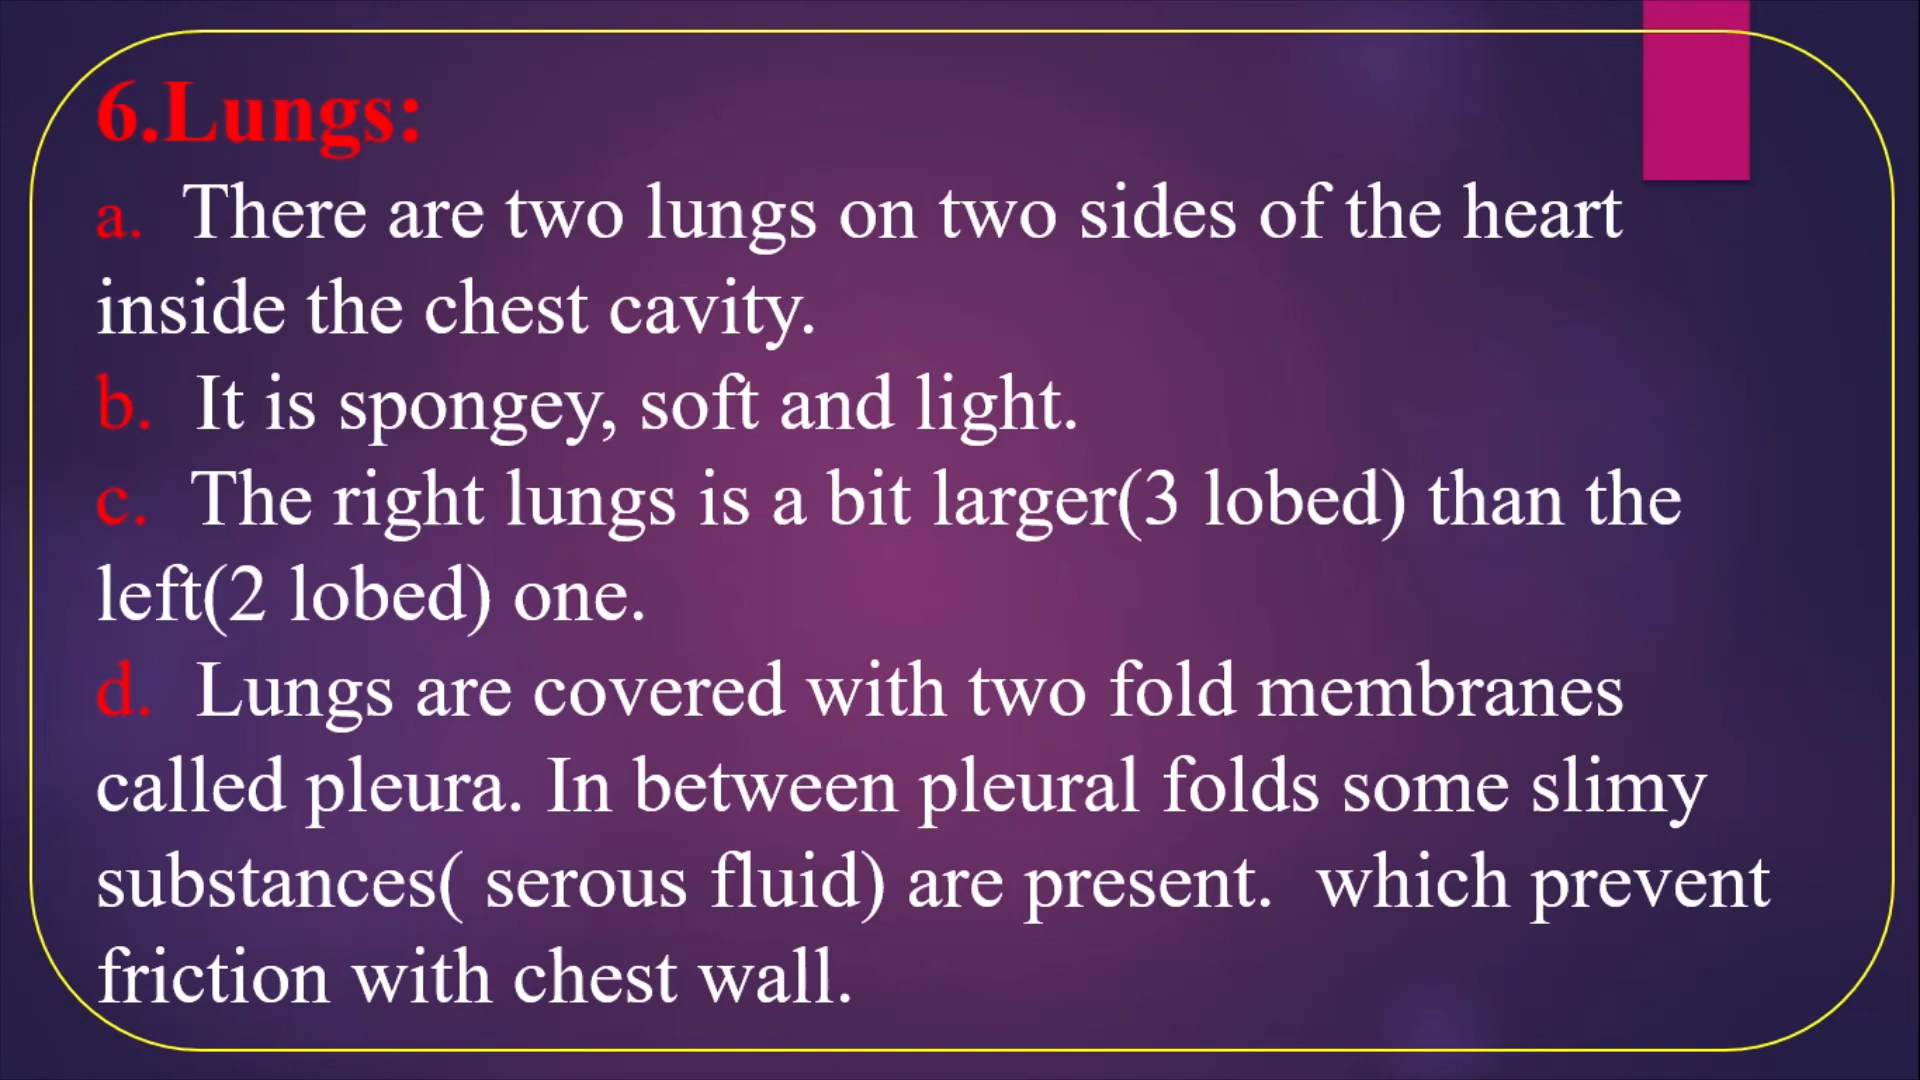 6.Lungs:
a. There are two lungs on two sides of the heart
inside the chest cavity.
b. It is spongey, soft and light.
c. The right lungs is a bit larger(3 lobed) than the
left(2 lobed) one.
d. Lungs are covered with two fold membranes
called pleura. In between pleural folds some slimy
substances( serous fluid) are present. which prevent
friction with chest wall.